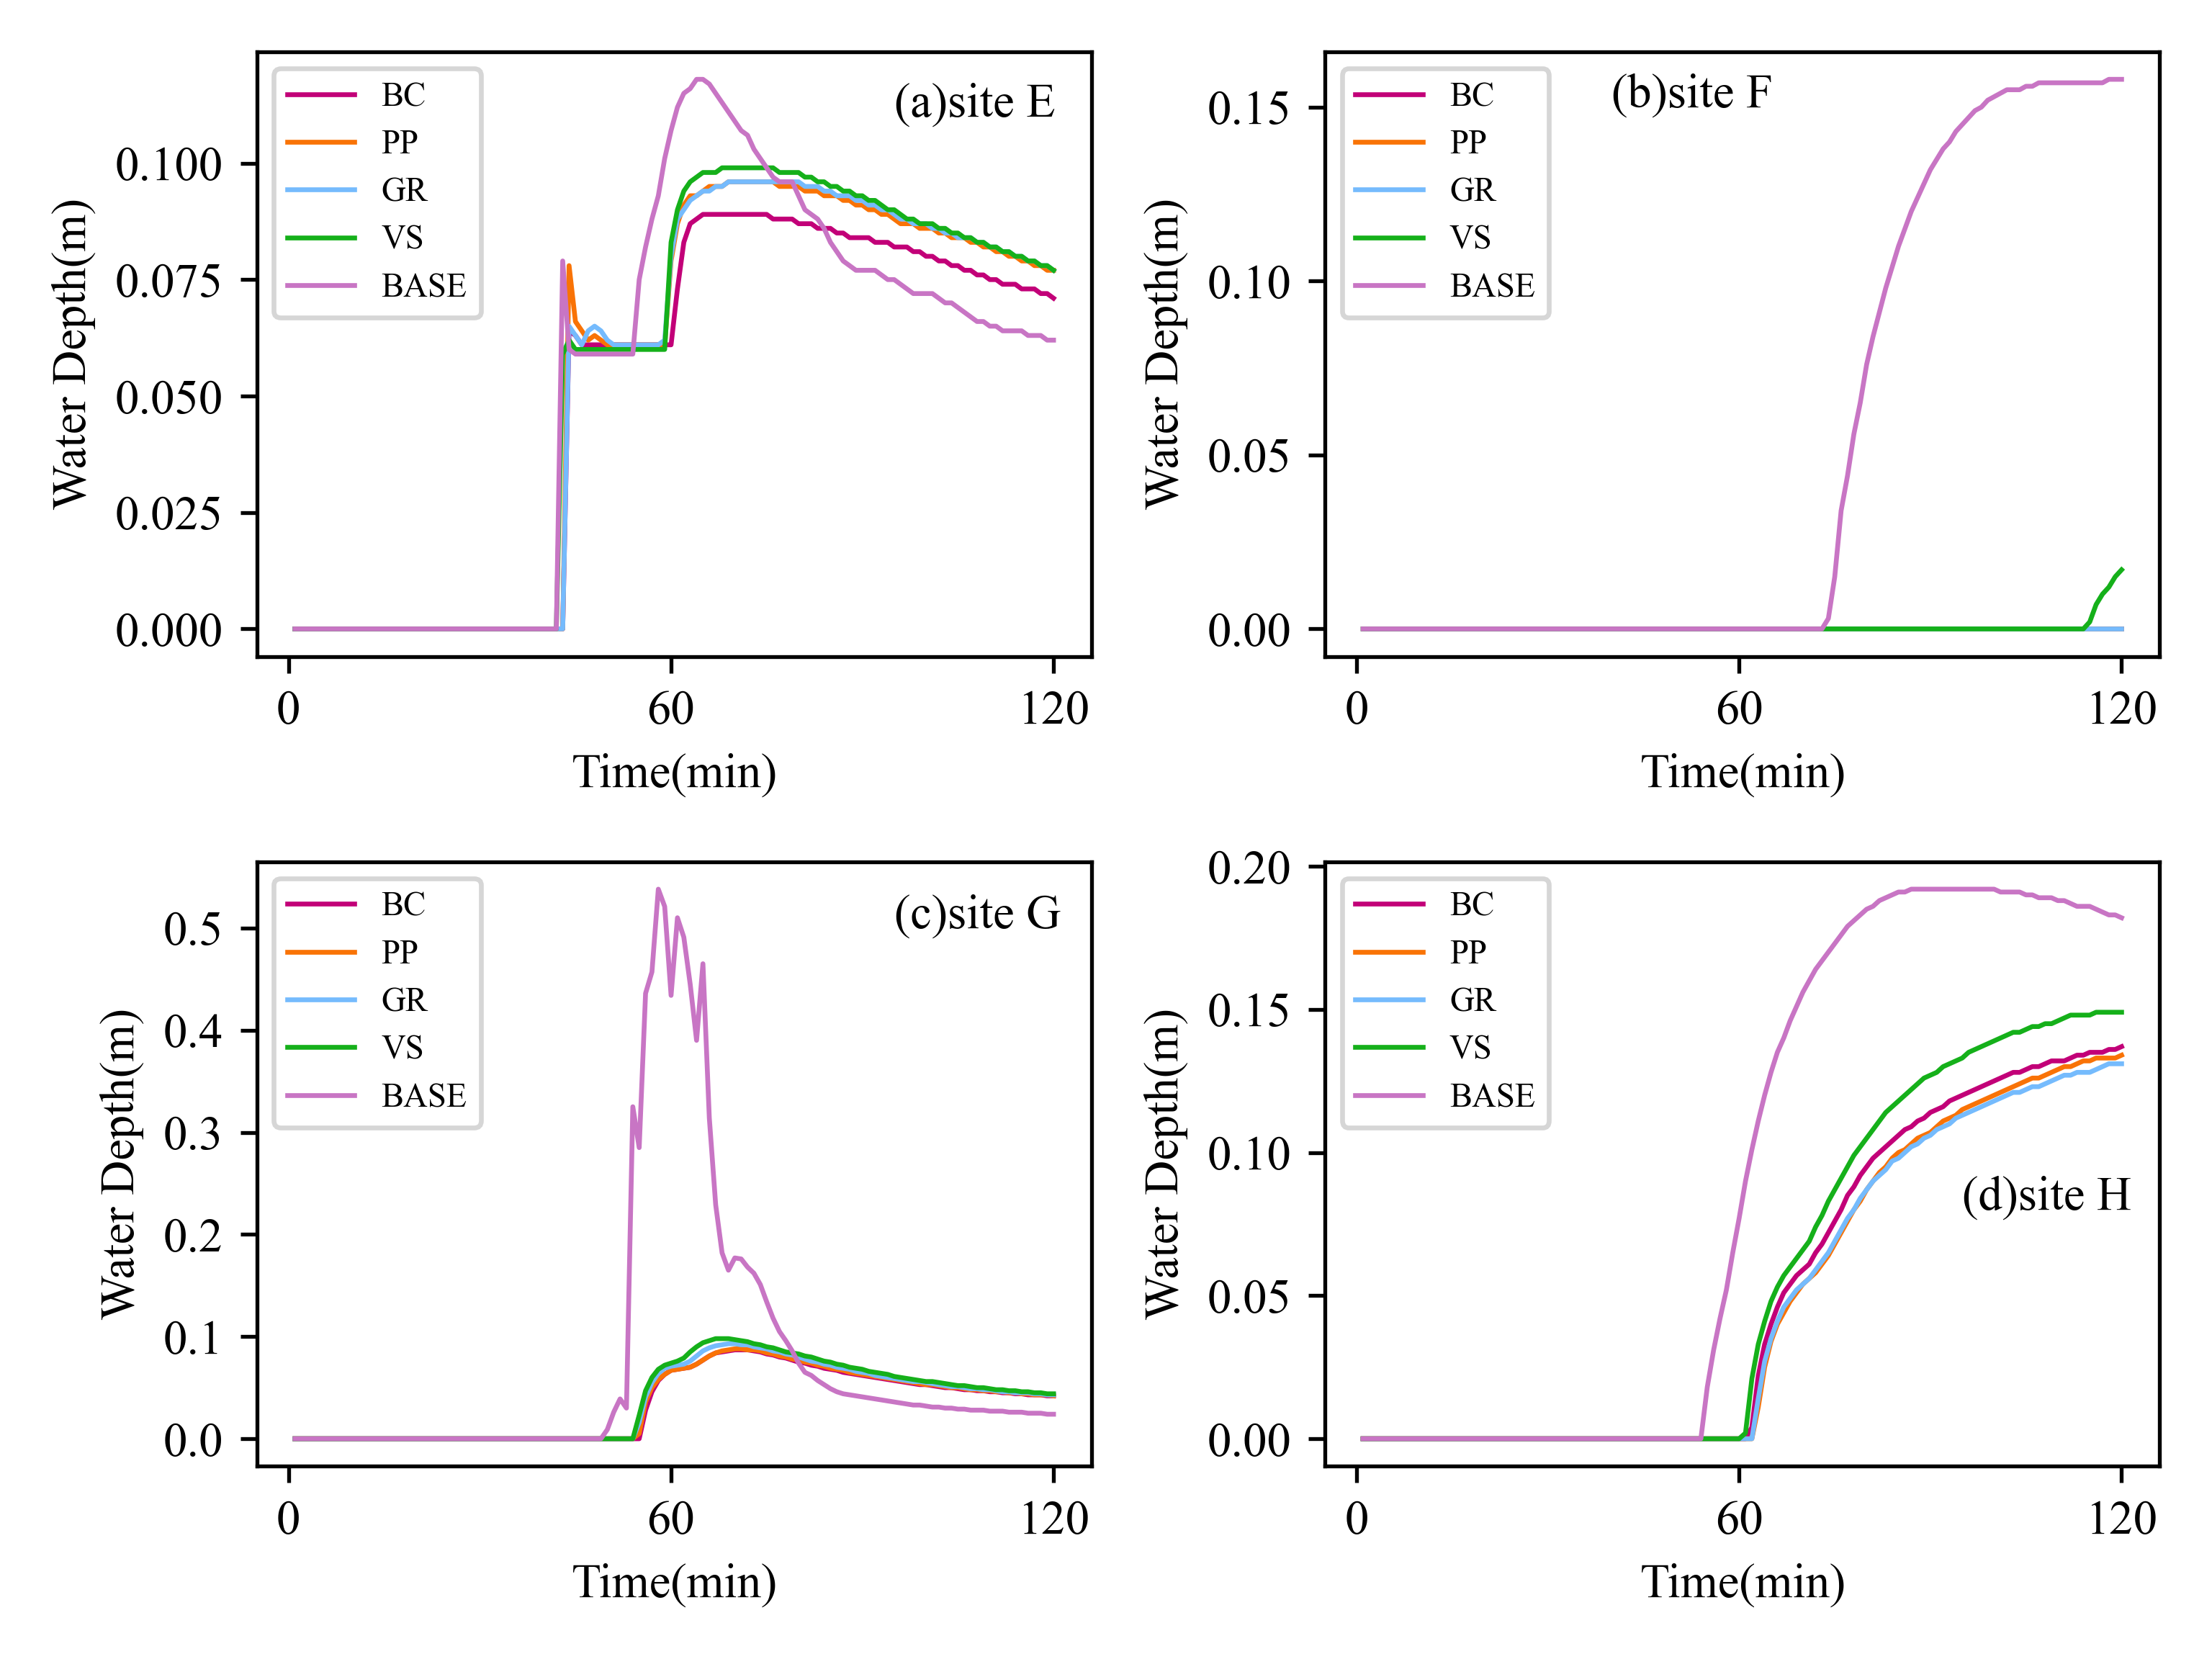 (a)site E
BC
PP
GR
VS
BASE
0.100
0.075
0.050
0.025
0.000
Water Depth(m)
0 60 120
Time(min)
(b)site F
BC
PP
GR
VS
BASE
0.15
0.10
0.05
0.00
Water Depth(m)
0 60 120
Time(min)
(c)site G
BC
PP
GR
VS
BASE
0.5
0.4
0.3
0.2
0.1
0.0
Water Depth(m)
0 60 120
Time(min)
(d)site H
BC
PP
GR
VS
BASE
0.20
0.15
0.10
0.05
0.00
Water Depth(m)
0 60 120
Time(min)